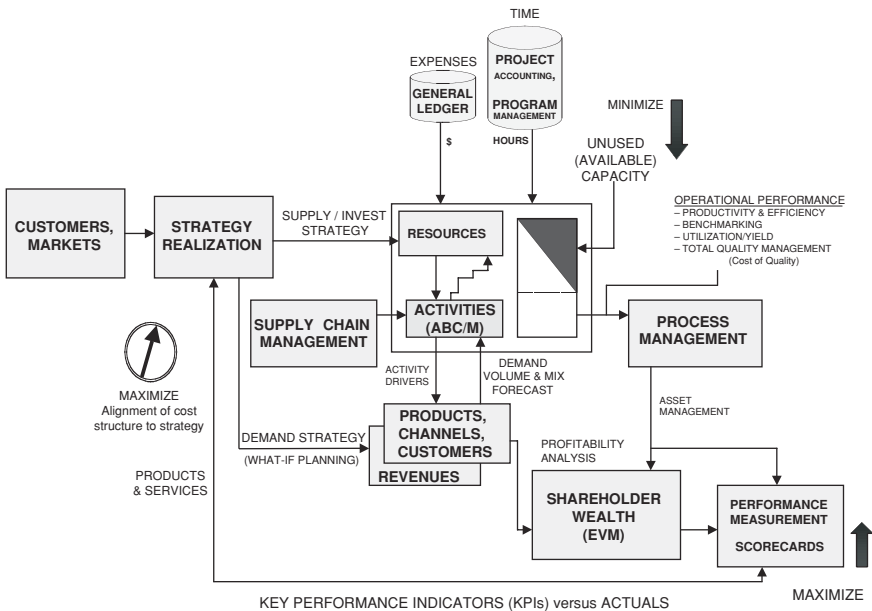 TIME
EXPENSES
GENERAL
LEDGER
PROJECT
ACCOUNTING,
PROGRAM
MANAGEMENT
MINIMIZE
$
HOURS
UNUSED
(AVAILABLE)
CAPACITY
OPERATIONAL PERFORMANCE
– PRODUCTIVITY & EFFICIENCY
– BENCHMARKING
– UTILIZATION/YIELD
– TOTAL QUALITY MANAGEMENT
(Cost of Quality)
CUSTOMERS,
MARKETS
STRATEGY
REALIZATION
SUPPLY / INVEST
STRATEGY
RESOURCES
SUPPLY CHAIN
MANAGEMENT
ACTIVITIES
(ABC/M)
PROCESS
MANAGEMENT
MAXIMIZE
Alignment of cost
structure to strategy
ACTIVITY
DRIVERS
DEMAND
VOLUME & MIX
FORECAST
ASSET
MANAGEMENT
DEMAND STRATEGY
(WHAT-IF PLANNING)
PRODUCTS,
CHANNELS,
CUSTOMERS
REVENUES
PROFITABILITY
ANALYSIS
PRODUCTS
& SERVICES
SHAREHOLDER
WEALTH
(EVM)
PERFORMANCE
MEASUREMENT
SCORECARDS
MAXIMIZE
KEY PERFORMANCE INDICATORS (KPIs) versus ACTUALS